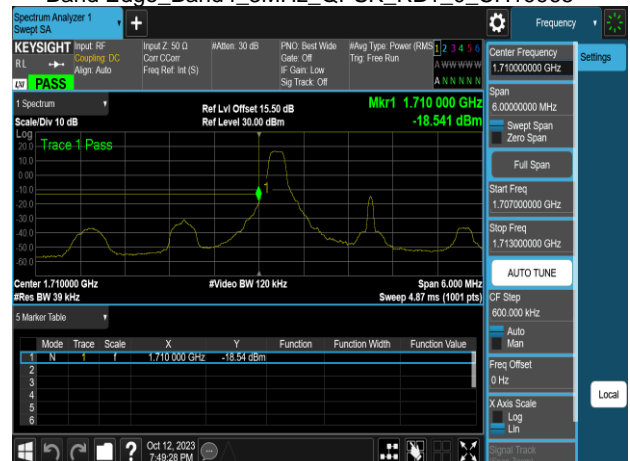 Spectrum Analyzer 1
Swept SA
Frequency
KEYSIGHT
RL
LXI
PASS
Input: RF
Coupling: DC
Align: Auto
Input Z: 50 Ω
Corr CCorr
Freq Ref: Int (S)
#Atten: 30 dB
PNO: Best Wide
Gate: Off
IF Gain: Low
Sig Track: Off
#Avg Type: Power (RMS
Trig: Free Run
1 2 3 4 5 6
A W W W W W
A N N N N N
Center Frequency
1.710000000 GHz
Settings
Span
6.00000000 MHz
Swept Span
Zero Span
Full Span
Start Freq
1.707000000 GHz
Stop Freq
1.713000000 GHz
AUTO TUNE
CF Step
600.000 kHz
Auto
Man
Freq Offset
0 Hz
X Axis Scale
Log
Lin
Signal Track
Local
1 Spectrum
Scale/Div 10 dB
Ref Lvl Offset 15.50 dB
Ref Level 30.00 dBm
Mkr1 1.710 000 GHz
-18.541 dBm
Log
Trace 1 Pass
20.0
10.0
0.00
-10.0
-20.0
-30.0
-40.0
-50.0
-60.0
1
Center 1.710000 GHz
#Video BW 120 kHz
Span 6.000 MHz
#Res BW 39 kHz
Sweep 4.87 ms (1001 pts)
5 Marker Table
Mode Trace Scale X Y Function Function Width Function Value
1 N 1 f 1.710 000 GHz -18.54 dBm
2
3
4
5
6
?
Oct 12, 2023
7:49:28 PM